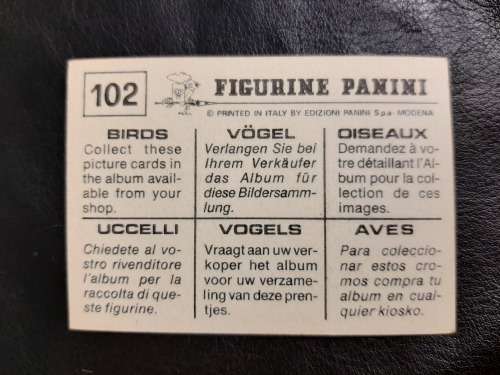 102
FIGURINE PANINI
© PRINTED IN ITALY BY EDIZIONI PANINI S.p.a. - MODENA
BIRDS
Collect these
picture cards in
the album avail-
able from your
shop.
VÖGEL
Verlangen Sie bei
Ihrem Verkäufer
das Album für
diese Bildersamm-
lung.
OISEAUX
Demandez à vo-
tre détaillant l'Al-
bum pour la col-
lection de ces
images.
UCCELLI
Chiedete al vo-
stro rivenditore
l'album per la
raccolta di que-
ste figurine.
VOGELS
Vraagt aan uw ver-
koper het album
voor uw verzame-
ling van deze pren-
tjes.
AVES
Para coleccio-
nar estos cro-
mos compra tu
album en cual-
quier kiosko.